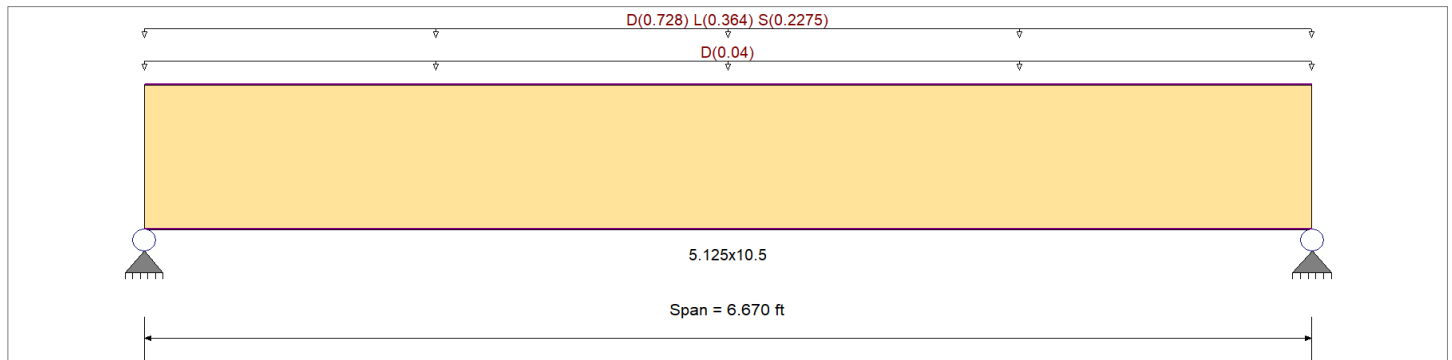 D(0.728) L(0.364) S(0.2275)
D(0.04)
5.125x10.5
Span = 6.670 ft